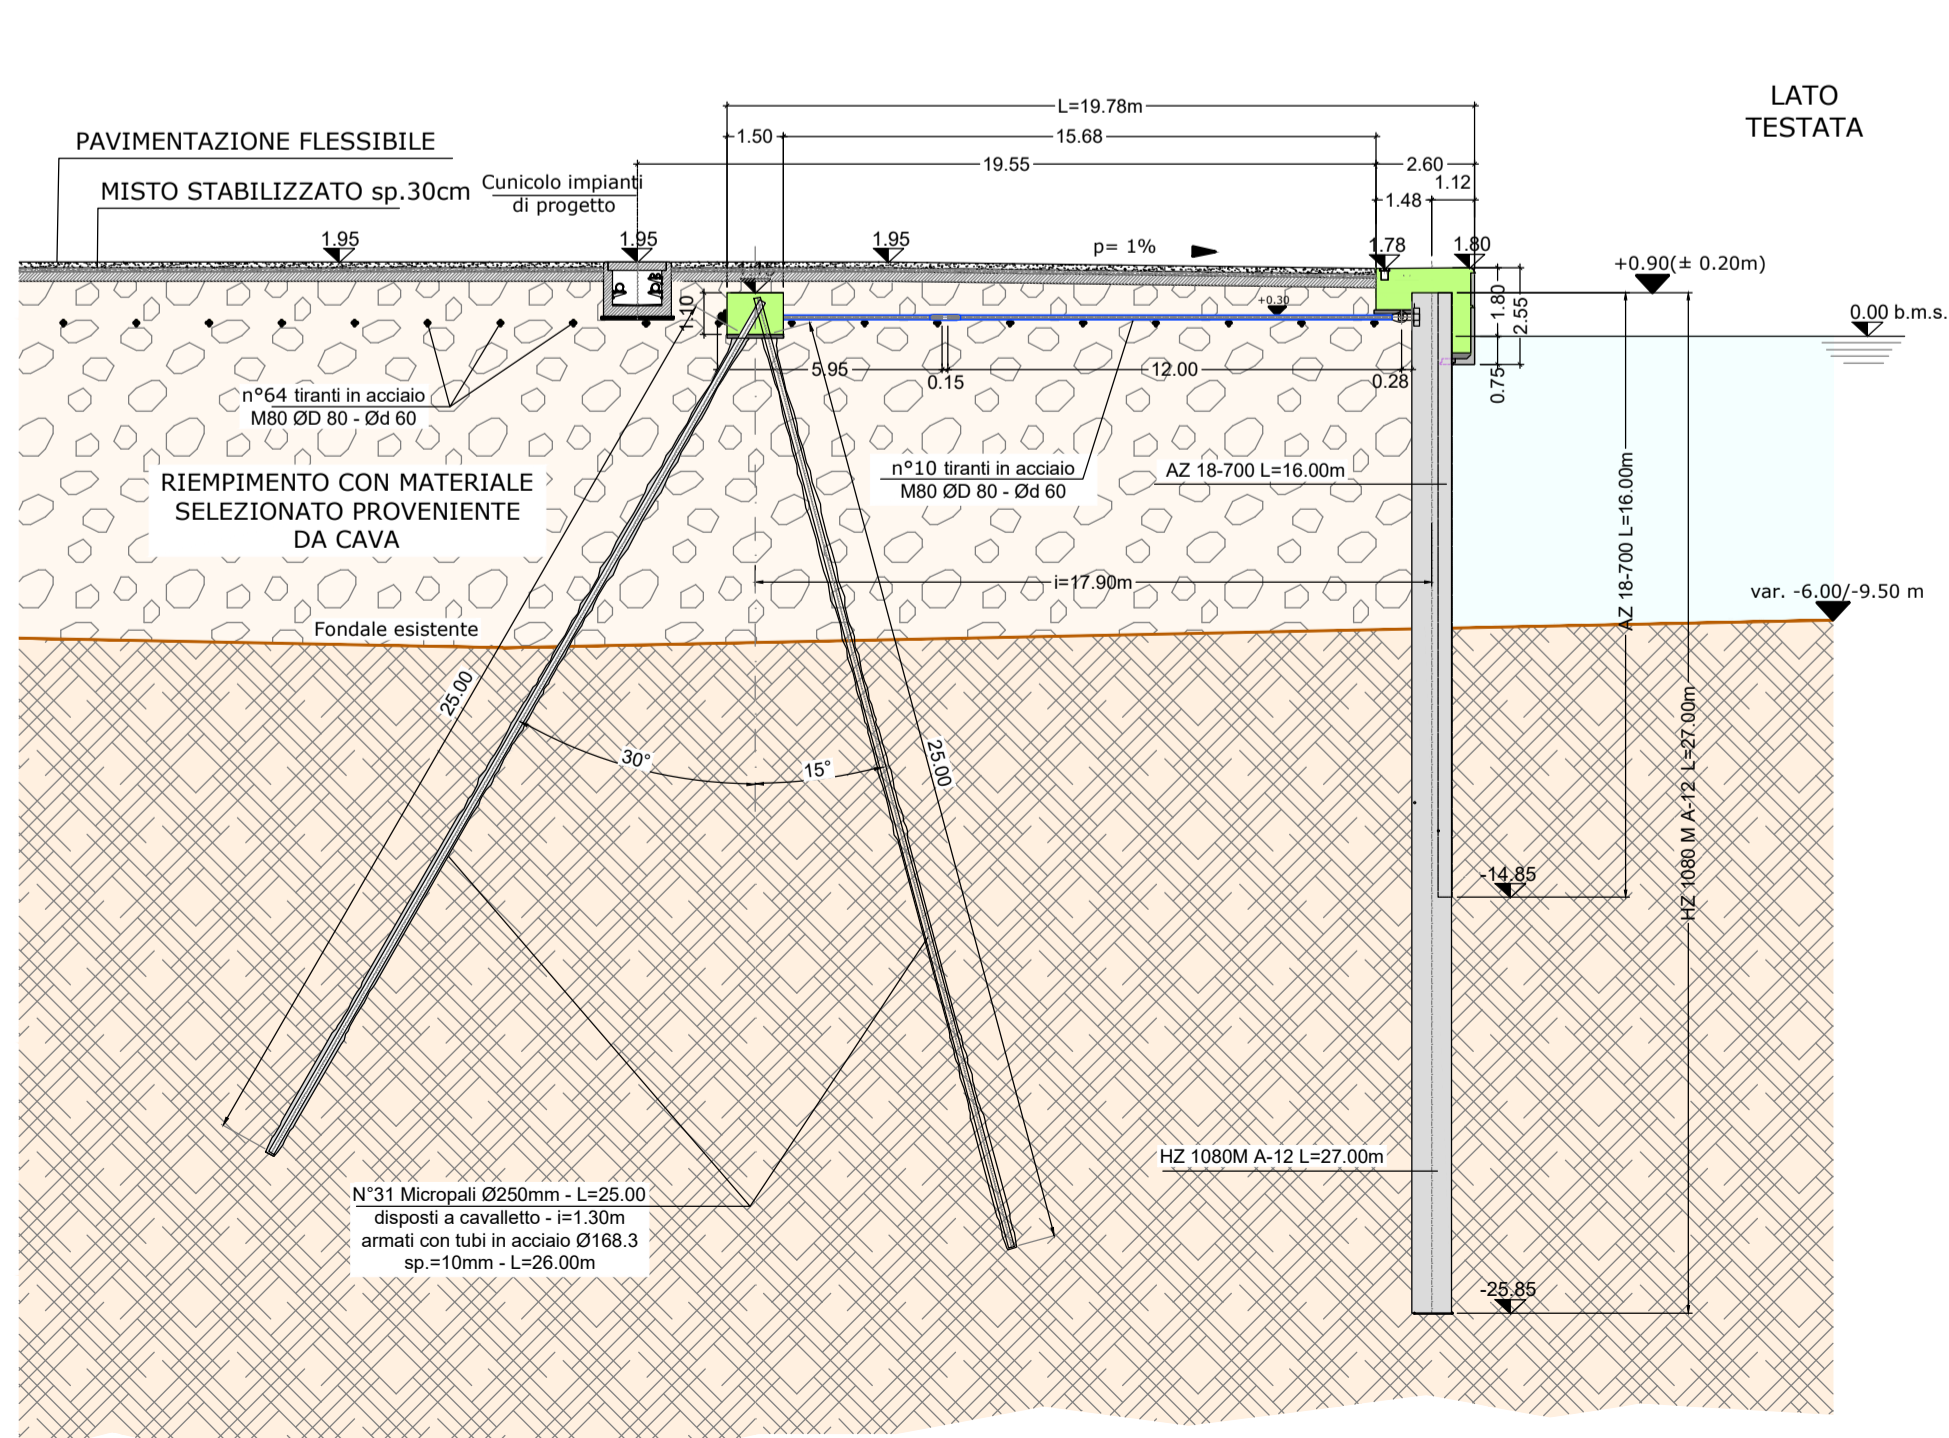 LATO
TESTATA
L=19.78m
PAVIMENTAZIONE FLESSIBILE
1.50
15.68
19.55
2.60
MISTO STABILIZZATO sp.30cm
Cunicolo impianti
di progetto
1.12
1.48
1.95
1.95
1.95
p= 1%
1.78
1.80
+0.90(± 0.20m)
0.00 b.m.s.
+0.30
1.10
1.80
2.55
0.75
5.95
0.15
12.00
0.28
n°64 tiranti in acciaio
M80 ØD 80 - Ød 60
n°10 tiranti in acciaio
M80 ØD 80 - Ød 60
AZ 18-700 L=16.00m
RIEMPIMENTO CON MATERIALE
SELEZIONATO PROVENIENTE
DA CAVA
AZ 18-700 L=16.00m
i=17.90m
var. -6.00/-9.50 m
Fondale esistente
25.00
30°
15°
25.00
HZ 1080 M A-12 L=27.00m
-14.85
HZ 1080M A-12 L=27.00m
N°31 Micropali Ø250mm - L=25.00
disposti a cavalletto - i=1.30m
armati con tubi in acciaio Ø168.3
sp.=10mm - L=26.00m
-25.85